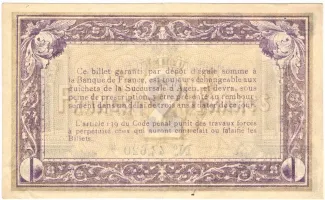 Ce billet garanti par dépôt d'égale somme à
la Banque de France, est toujours échangeable aux
guichets de la Succursale d'Agen, et devra, sous
peine de prescription, être présenté au rembour
sement dans un délai de trois ans à dater de ce jour.
L'article 139 du Code pénal punit des travaux forcés
à perpétuité ceux qui auront contrefait ou falsifié les
Billets.